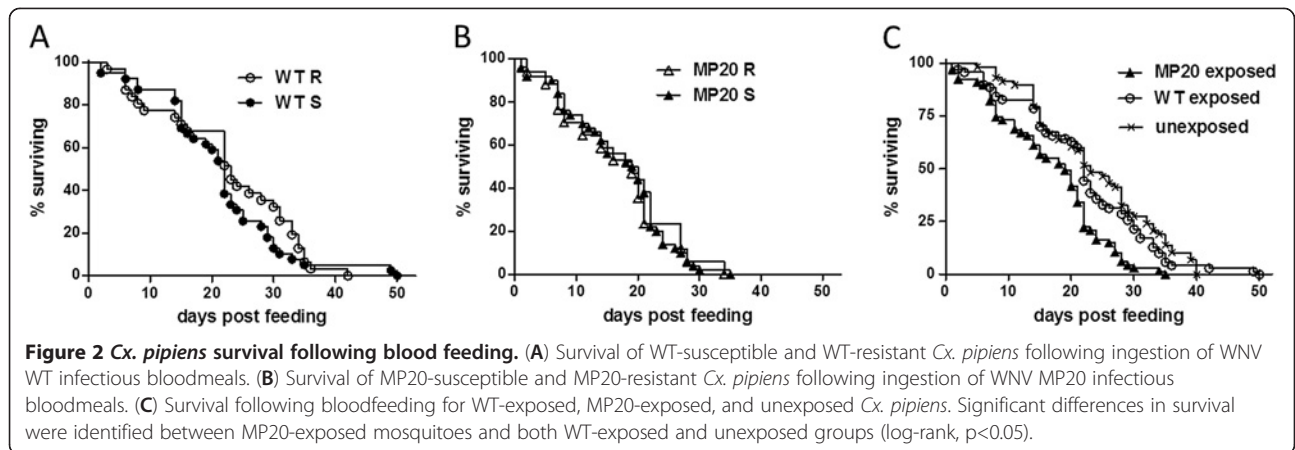 A
100
80
60
40
20
0
% surviving
0 10 20 30 40 50
days post feeding
WT R
WT S
B
100
80
60
40
20
0
% surviving
0 10 20 30 40 50
days post feeding
MP20 R
MP20 S
C
100
75
50
25
0
% surviving
0 10 20 30 40 50
days post feeding
MP20 exposed
WT exposed
unexposed
Figure 2 Cx. pipiens survival following blood feeding. (A) Survival of WT-susceptible and WT-resistant Cx. pipiens following ingestion of WNV
WT infectious bloodmeals. (B) Survival of MP20-susceptible and MP20-resistant Cx. pipiens following ingestion of WNV MP20 infectious
bloodmeals. (C) Survival following bloodfeeding for WT-exposed, MP20-exposed, and unexposed Cx. pipiens. Significant differences in survival
were identified between MP20-exposed mosquitoes and both WT-exposed and unexposed groups (log-rank, p<0.05).